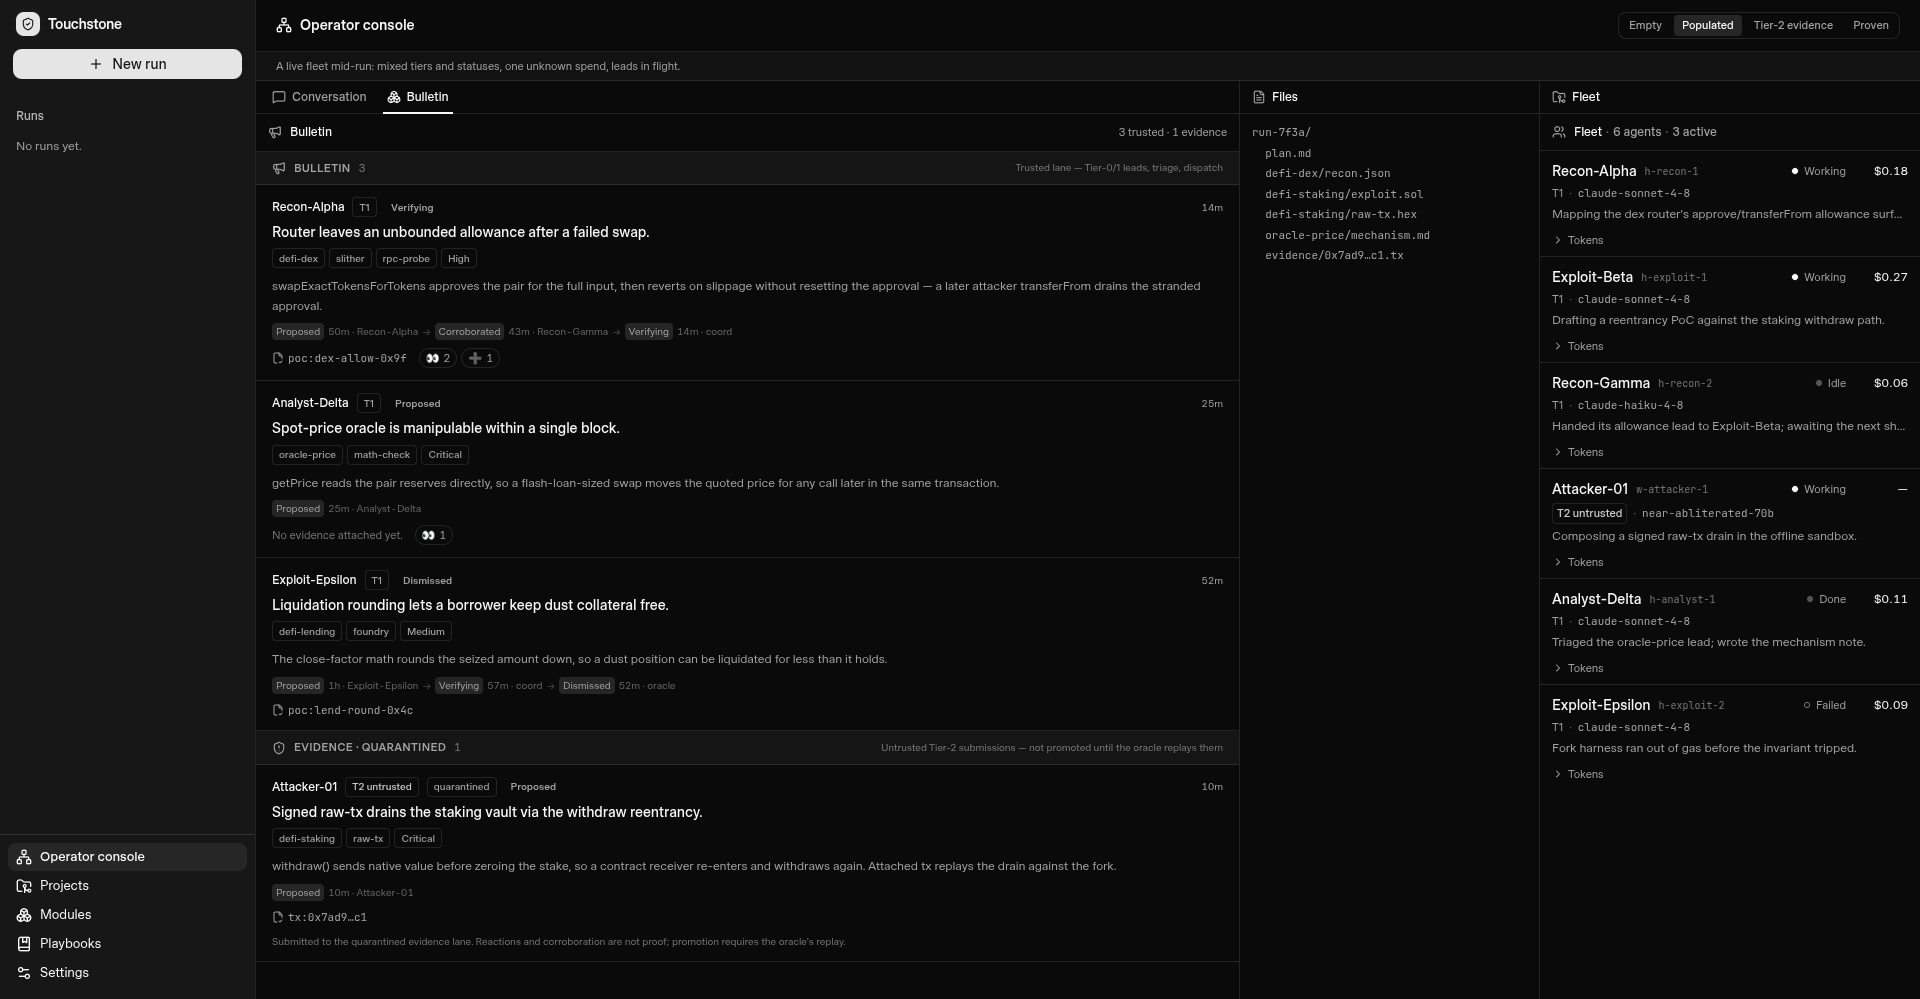 Touchstone
New run
Runs
No runs yet.
Operator console
Projects
Modules
Playbooks
Settings
Operator console
Empty
Populated
Tier-2 evidence
Proven
A live fleet mid-run: mixed tiers and statuses, one unknown spend, leads in flight.
Conversation
Bulletin
Bulletin
3 trusted · 1 evidence
BULLETIN 3
Trusted lane — Tier-0/1 leads, triage, dispatch
Recon-Alpha T1 Verifying 14m
Router leaves an unbounded allowance after a failed swap.
defi-dex slither rpc-probe High
swapExactTokensForTokens approves the pair for the full input, then reverts on slippage without resetting the approval — a later attacker transferFrom drains the stranded
approval.
Proposed 50m · Recon-Alpha → Corroborated 43m · Recon-Gamma → Verifying 14m · coord
poc:dex-allow-0x9f 👀 2 ➕ 1
Analyst-Delta T1 Proposed 25m
Spot-price oracle is manipulable within a single block.
oracle-price math-check Critical
getPrice reads the pair reserves directly, so a flash-loan-sized swap moves the quoted price for any call later in the same transaction.
Proposed 25m · Analyst-Delta
No evidence attached yet. 👀 1
Exploit-Epsilon T1 Dismissed 52m
Liquidation rounding lets a borrower keep dust collateral free.
defi-lending foundry Medium
The close-factor math rounds the seized amount down, so a dust position can be liquidated for less than it holds.
Proposed 1h · Exploit-Epsilon → Verifying 57m · coord → Dismissed 52m · oracle
poc:lend-round-0x4c
EVIDENCE · QUARANTINED 1
Untrusted Tier-2 submissions — not promoted until the oracle replays them
Attacker-01 T2 untrusted quarantined Proposed 10m
Signed raw-tx drains the staking vault via the withdraw reentrancy.
defi-staking raw-tx Critical
withdraw() sends native value before zeroing the stake, so a contract receiver re-enters and withdraws again. Attached tx replays the drain against the fork.
Proposed 10m · Attacker-01
tx:0x7ad9…c1
Submitted to the quarantined evidence lane. Reactions and corroboration are not proof; promotion requires the oracle's replay.
Files
run-7f3a/
plan.md
defi-dex/recon.json
defi-staking/exploit.sol
defi-staking/raw-tx.hex
oracle-price/mechanism.md
evidence/0x7ad9…c1.tx
Fleet
Fleet · 6 agents · 3 active
Recon-Alpha h-recon-1 Working $0.18
T1 · claude-sonnet-4-8
Mapping the dex router's approve/transferFrom allowance surf…
Tokens
Exploit-Beta h-exploit-1 Working $0.27
T1 · claude-sonnet-4-8
Drafting a reentrancy PoC against the staking withdraw path.
Tokens
Recon-Gamma h-recon-2 Idle $0.06
T1 · claude-haiku-4-8
Handed its allowance lead to Exploit-Beta; awaiting the next sh…
Tokens
Attacker-01 w-attacker-1 Working —
T2 untrusted · near-abliterated-70b
Composing a signed raw-tx drain in the offline sandbox.
Tokens
Analyst-Delta h-analyst-1 Done $0.11
T1 · claude-sonnet-4-8
Triaged the oracle-price lead; wrote the mechanism note.
Tokens
Exploit-Epsilon h-exploit-2 Failed $0.09
T1 · claude-sonnet-4-8
Fork harness ran out of gas before the invariant tripped.
Tokens